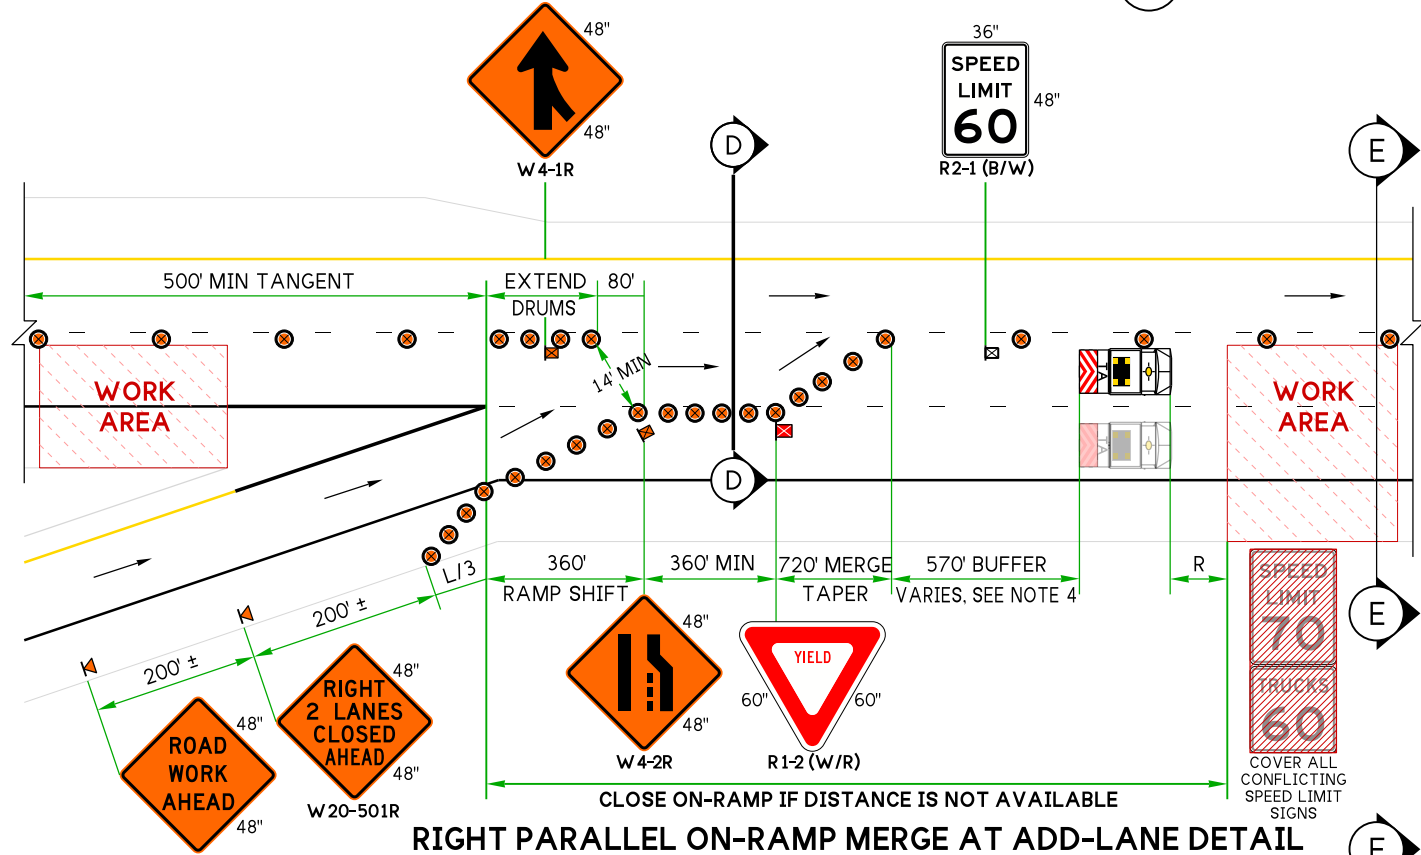 48"
48"
W4-1R
36"
SPEED
LIMIT
60
48"
R2-1 (B/W)
D
E
500' MIN TANGENT
EXTEND
DRUMS
80'
14' MIN
WORK
AREA
WORK
AREA
D
L/3
360'
RAMP SHIFT
360' MIN
720' MERGE
TAPER
570' BUFFER
VARIES, SEE NOTE 4
R
200' ±
200' ±
SPEED
LIMIT
70
TRUCKS
60
E
48"
48"
W4-2R
YIELD
60"
60"
R1-2 (W/R)
RIGHT
2 LANES
CLOSED
AHEAD
48"
48"
W20-501R
ROAD
WORK
AHEAD
48"
48"
COVER ALL
CONFLICTING
SPEED LIMIT
SIGNS
CLOSE ON-RAMP IF DISTANCE IS NOT AVAILABLE
RIGHT PARALLEL ON-RAMP MERGE AT ADD-LANE DETAIL